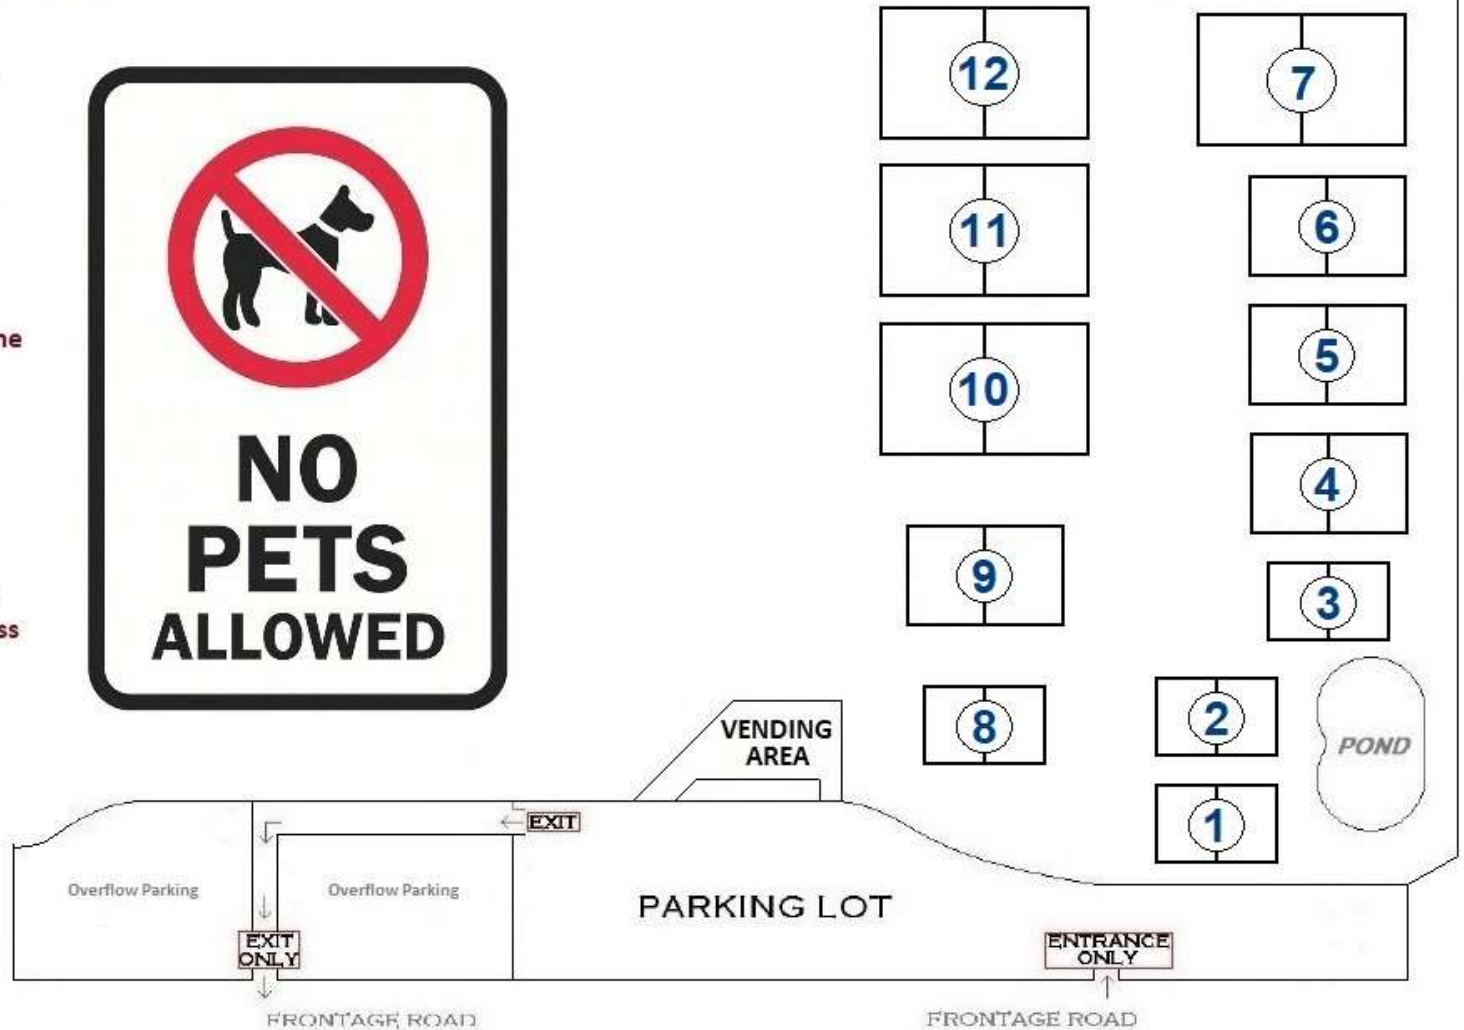 NO
PETS
ALLOWED
12
7
11
6
10
5
4
9
3
8
2
1
POND
VENDING
AREA
EXIT
Overflow Parking
Overflow Parking
PARKING LOT
EXIT
ONLY
ENTRANCE
ONLY
FRONTAGE ROAD
FRONTAGE ROAD